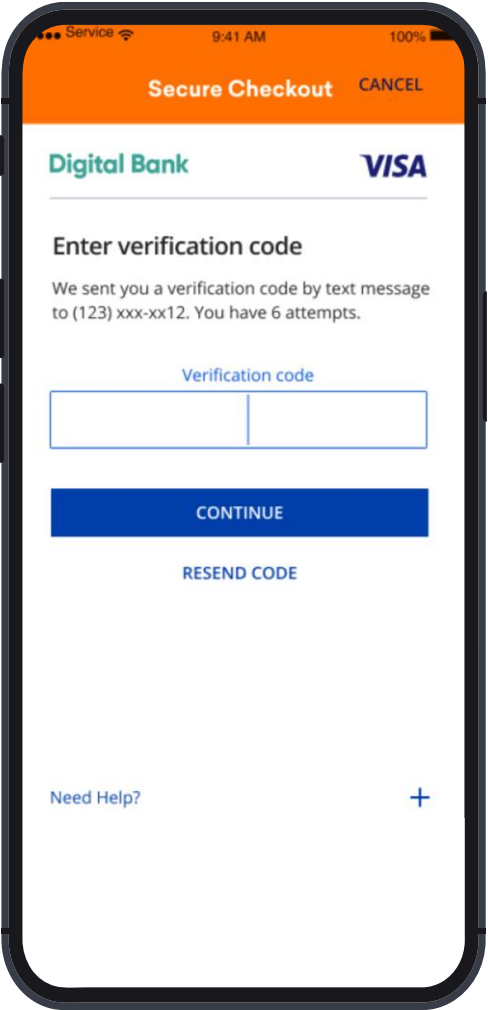 Service 9:41 AM 100%
Secure Checkout CANCEL
Digital Bank VISA
Enter verification code
We sent you a verification code by text message
to (123) xxx-xx12. You have 6 attempts.
Verification code
CONTINUE
RESEND CODE
Need Help? +